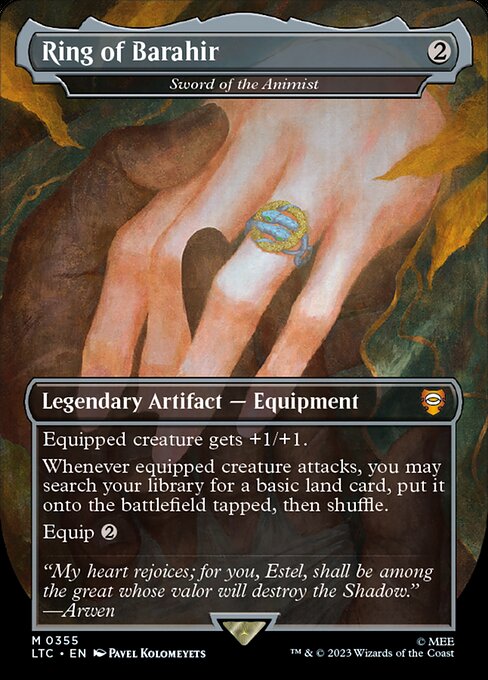 Ring of Barahir 2
Sword of the Animist
Legendary Artifact — Equipment
Equipped creature gets +1/+1.
Whenever equipped creature attacks, you may
search your library for a basic land card, put it
onto the battlefield tapped, then shuffle.
Equip 2
“My heart rejoices; for you, Estel, shall be among
the great whose valor will destroy the Shadow.”
—Arwen
M 0355
LTC • EN Pavel Kolomeyets
© MEE
™ & © 2023 Wizards of the Coast